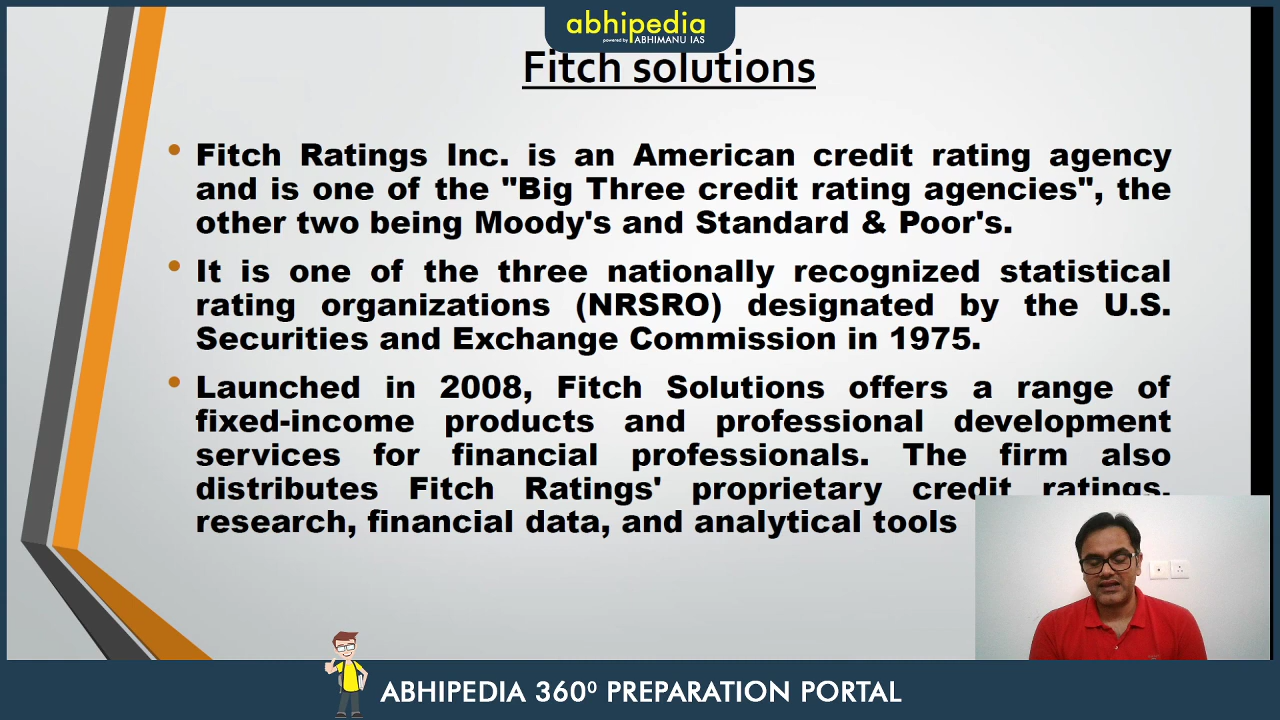 abhipedia
powered by ABHIMANU IAS
Fitch solutions
• Fitch Ratings Inc. is an American credit rating agency
and is one of the "Big Three credit rating agencies", the
other two being Moody's and Standard & Poor's.
• It is one of the three nationally recognized statistical
rating organizations (NRSRO) designated by the U.S.
Securities and Exchange Commission in 1975.
• Launched in 2008, Fitch Solutions offers a range of
fixed-income products and professional development
services for financial professionals. The firm also
distributes Fitch Ratings' proprietary credit ratings,
research, financial data, and analytical tools
ABHIPEDIA 360⁰ PREPARATION PORTAL